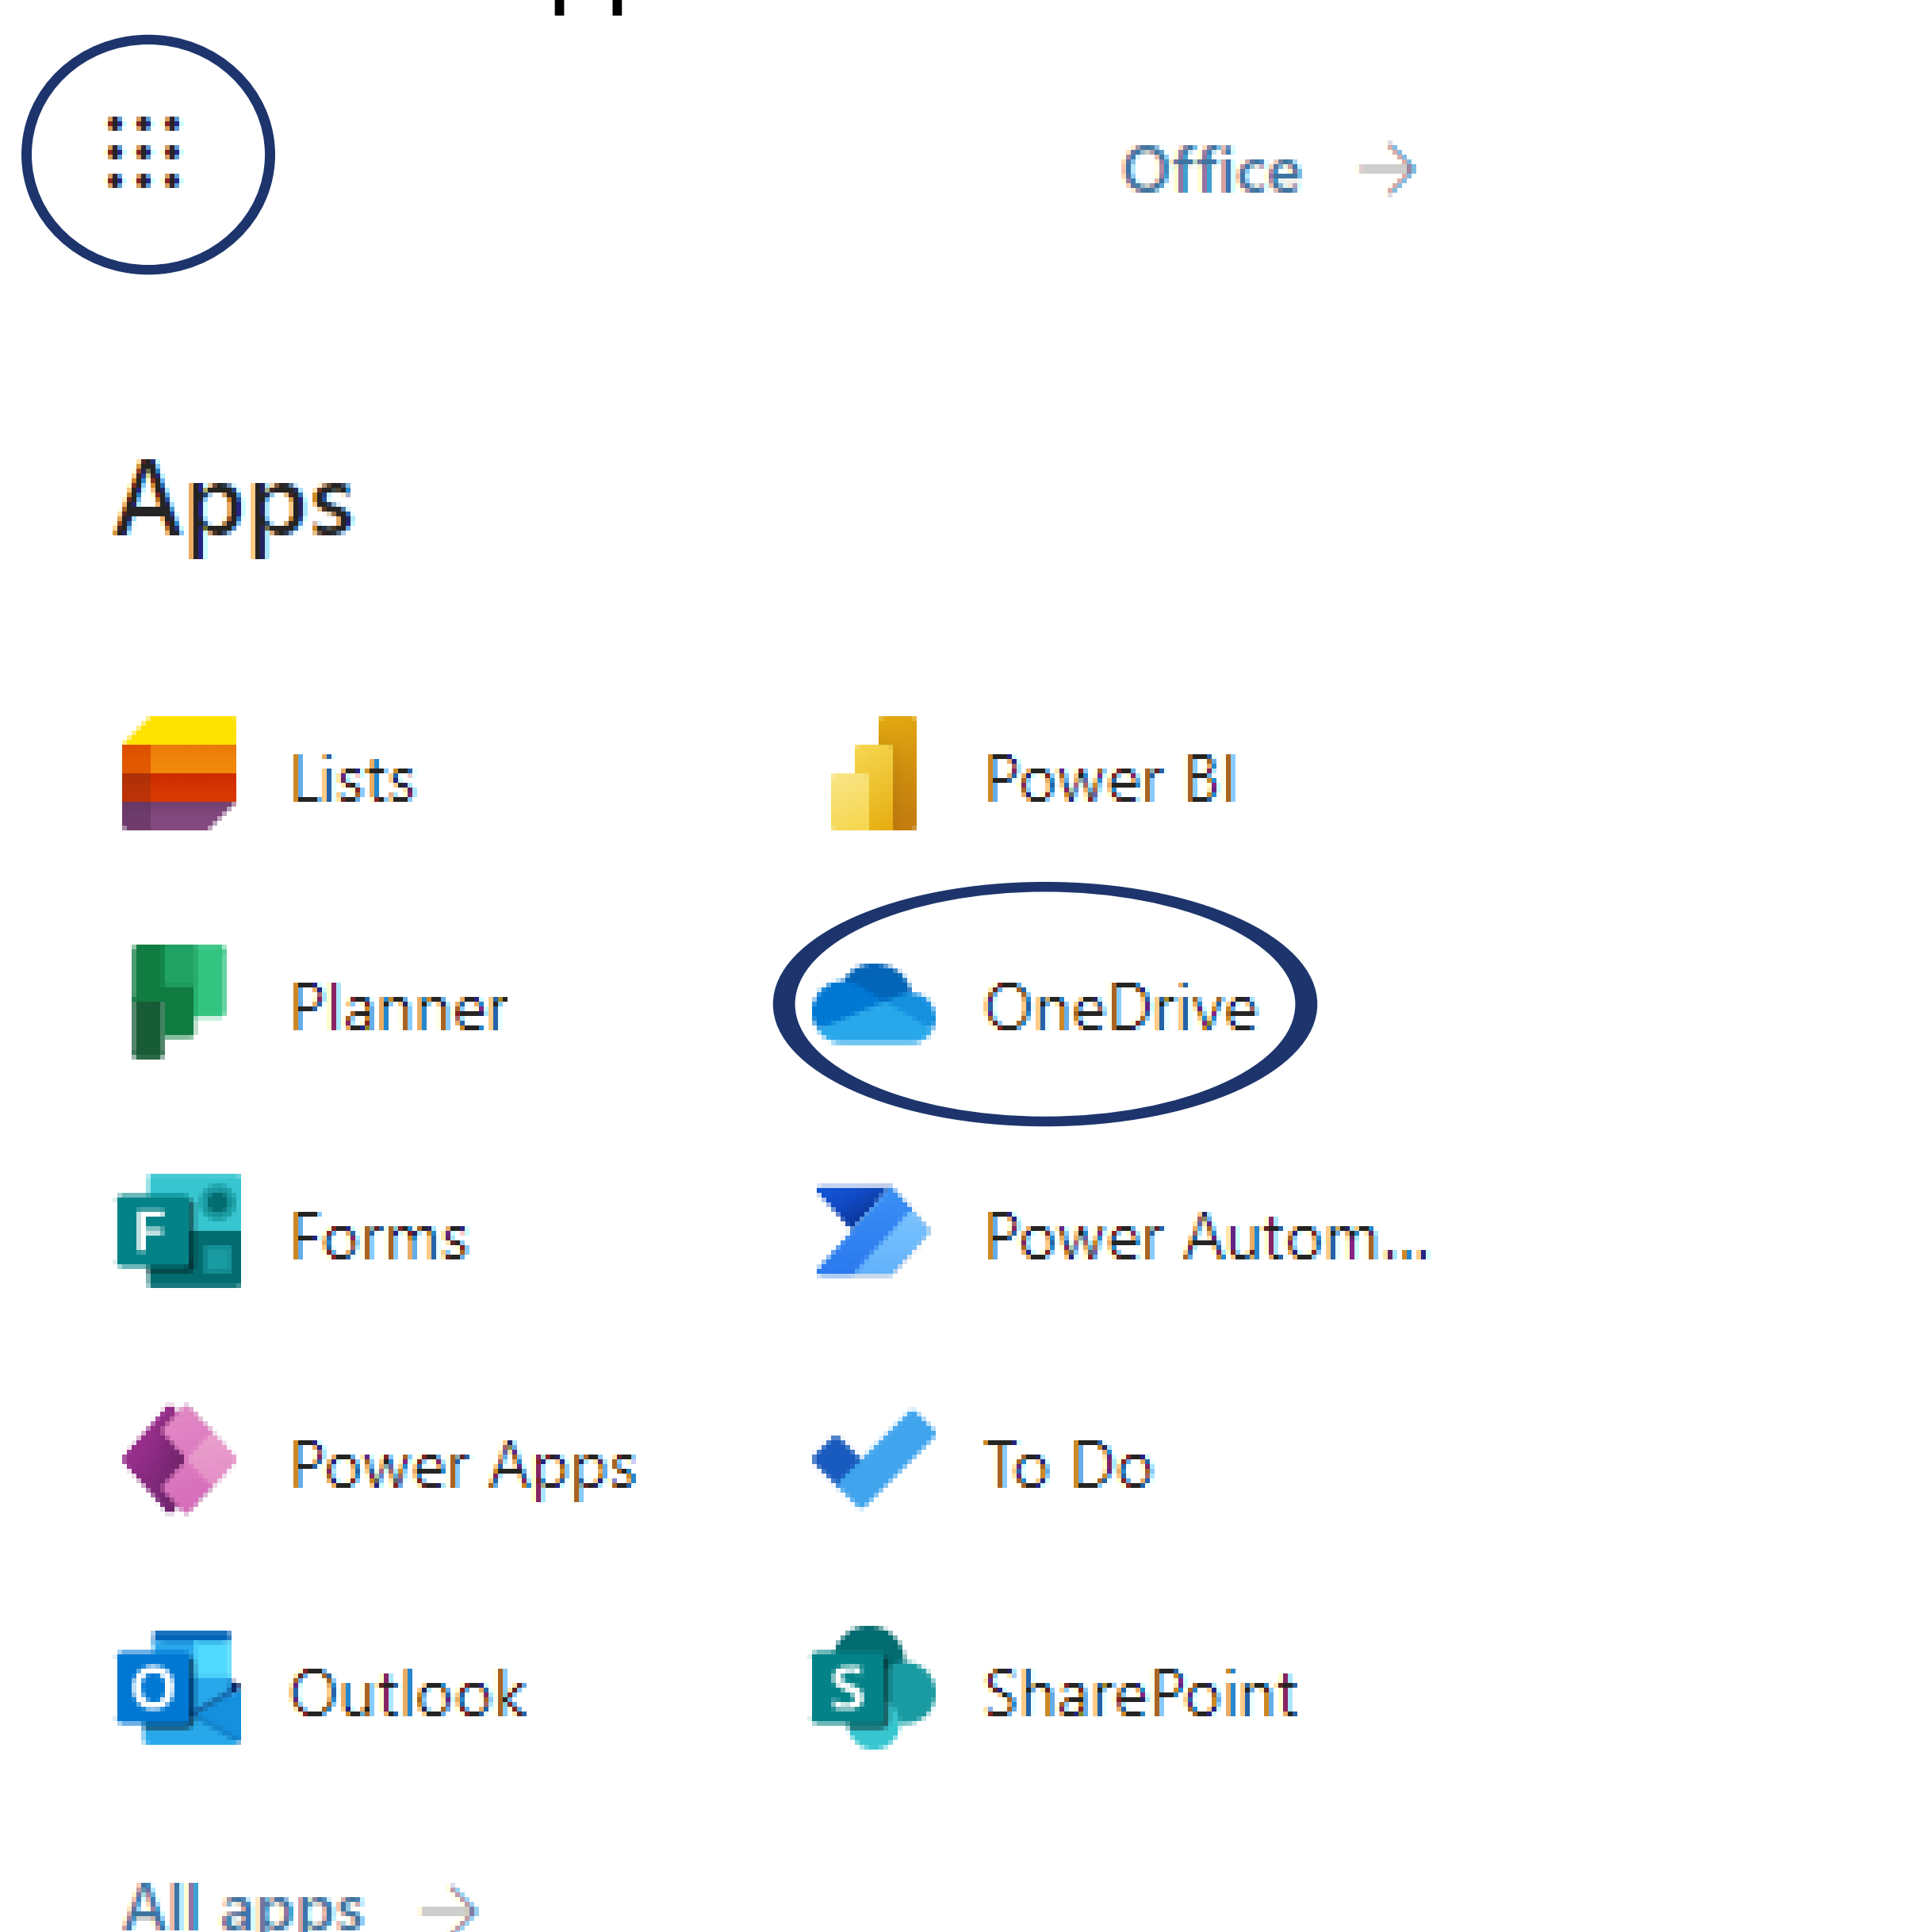 Office
Apps
Lists
Power BI
Planner
OneDrive
F
Forms
Power Autom...
Power Apps
To Do
O
Outlook
S
SharePoint
All apps